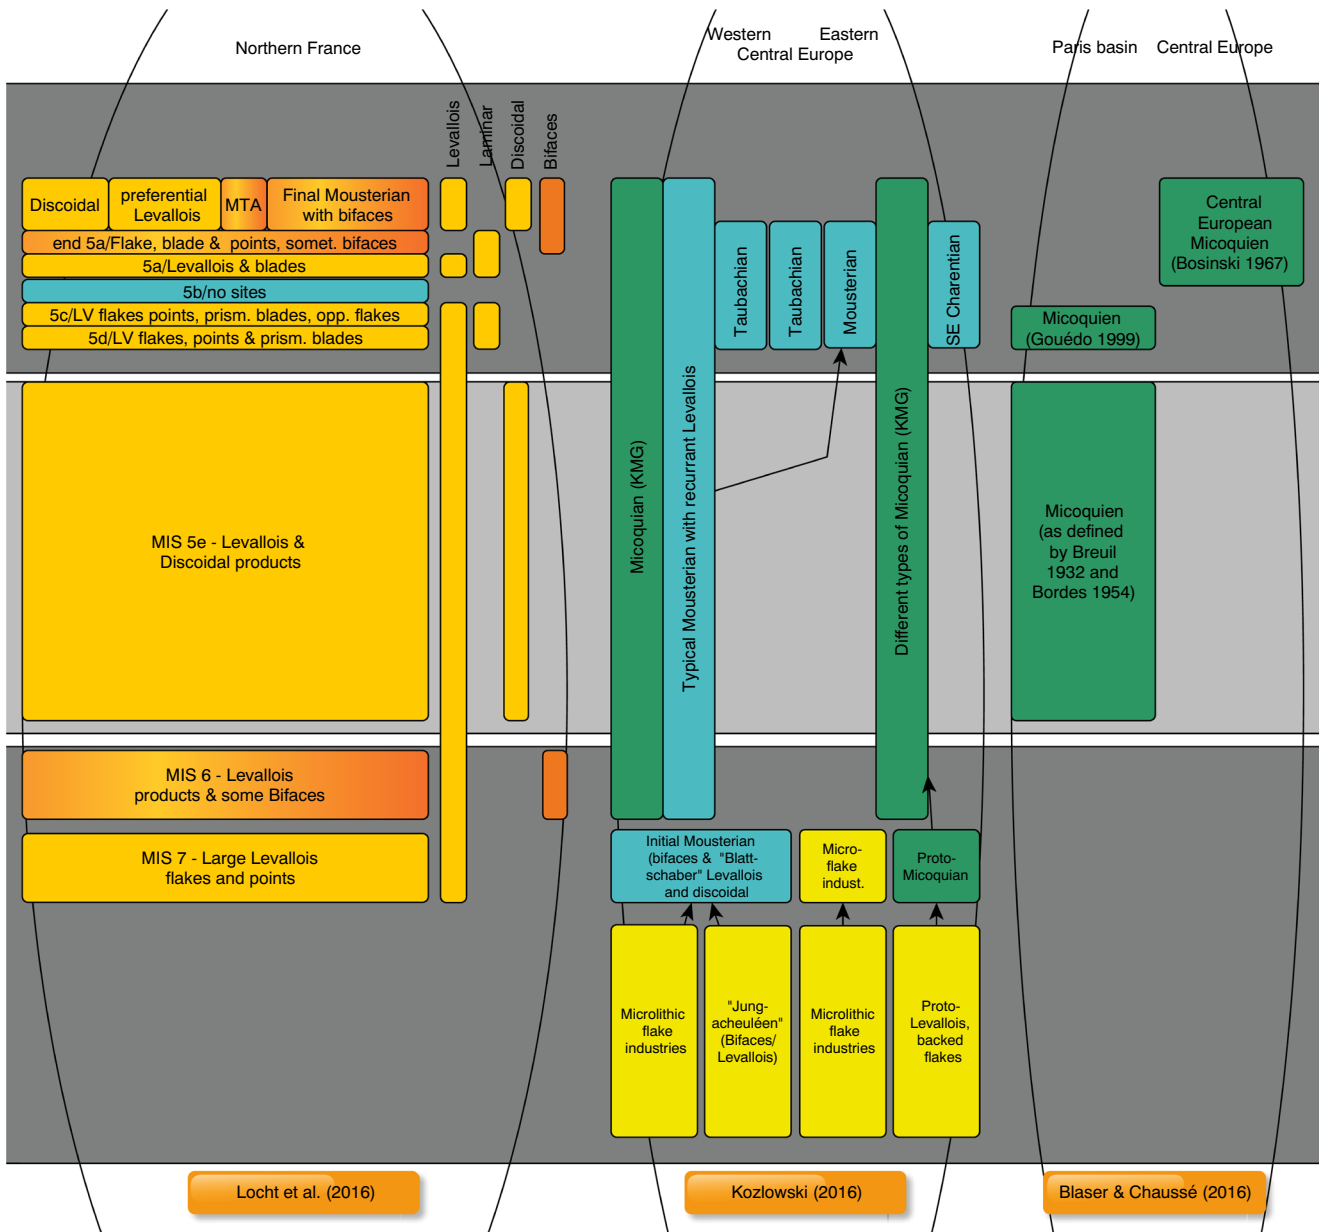 Northern France
Western
Eastern
Central Europe
Paris basin
Central Europe
Levallois
Laminar
Discoidal
Bifaces
Discoidal
preferential
Levallois
MTA
Final Mousterian
with bifaces
end 5a/Flake, blade & points, somet. bifaces
5a/Levallois & blades
5b/no sites
5c/LV flakes points, prism. blades, opp. flakes
5d/LV flakes, points & prism. blades
MIS 5e - Levallois &
Discoidal products
MIS 6 - Levallois
products & some Bifaces
MIS 7 - Large Levallois
flakes and points
Micoquian (KMG)
Typical Mousterian with recurrant Levallois
Taubachian
Taubachian
Mousterian
Different types of Micoquian (KMG)
SE Charentian
Initial Mousterian
(bifaces & "Blatt-
schaber" Levallois
and discoidal
Micro-
flake
indust.
Proto-
Micoquian
Microlithic
flake
industries
"Jung-
acheuléen"
(Bifaces/
Levallois)
Microlithic
flake
industries
Proto-
Levallois,
backed
flakes
Central
European
Micoquien
(Bosinski 1967)
Micoquien
(Gouédo 1999)
Micoquien
(as defined
by Breuil
1932 and
Bordes 1954)
Locht et al. (2016)
Kozlowski (2016)
Blaser & Chaussé (2016)